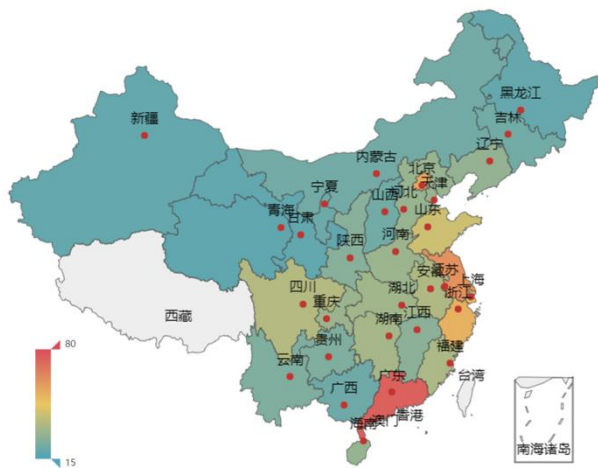 黑龙江
吉林
新疆
辽宁
内蒙古
北京
天津
宁夏
山西
河北
青海
甘肃
山东
陕西
河南
安徽
江苏
上海
四川
湖北
浙江
重庆
江西
湖南
福建
贵州
西藏
云南
台湾
广东
广西
香港
澳门
海南
80
15
南海诸岛